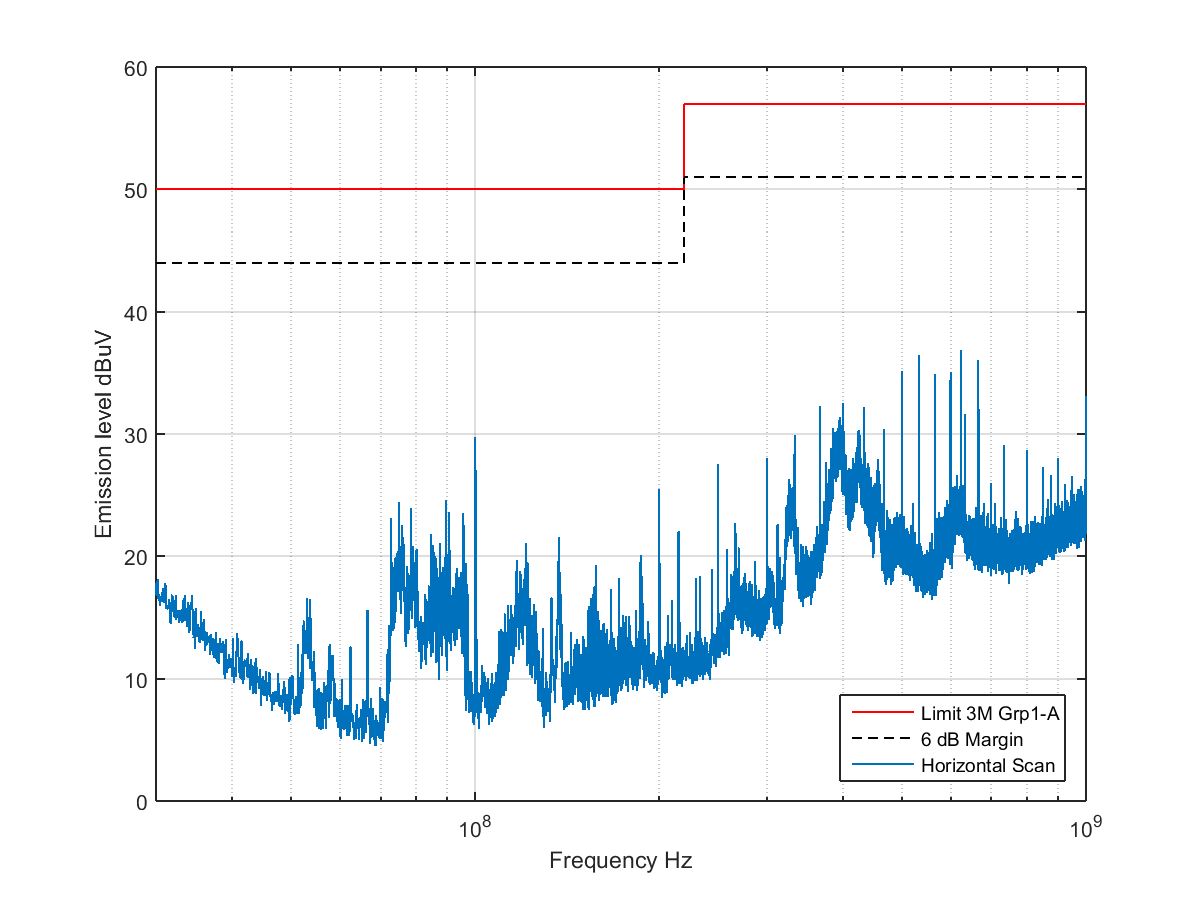 60
50
40
30
20
10
0
Emission level dBuV
10^8
10^9
Frequency Hz
Limit 3M Grp1-A
6 dB Margin
Horizontal Scan